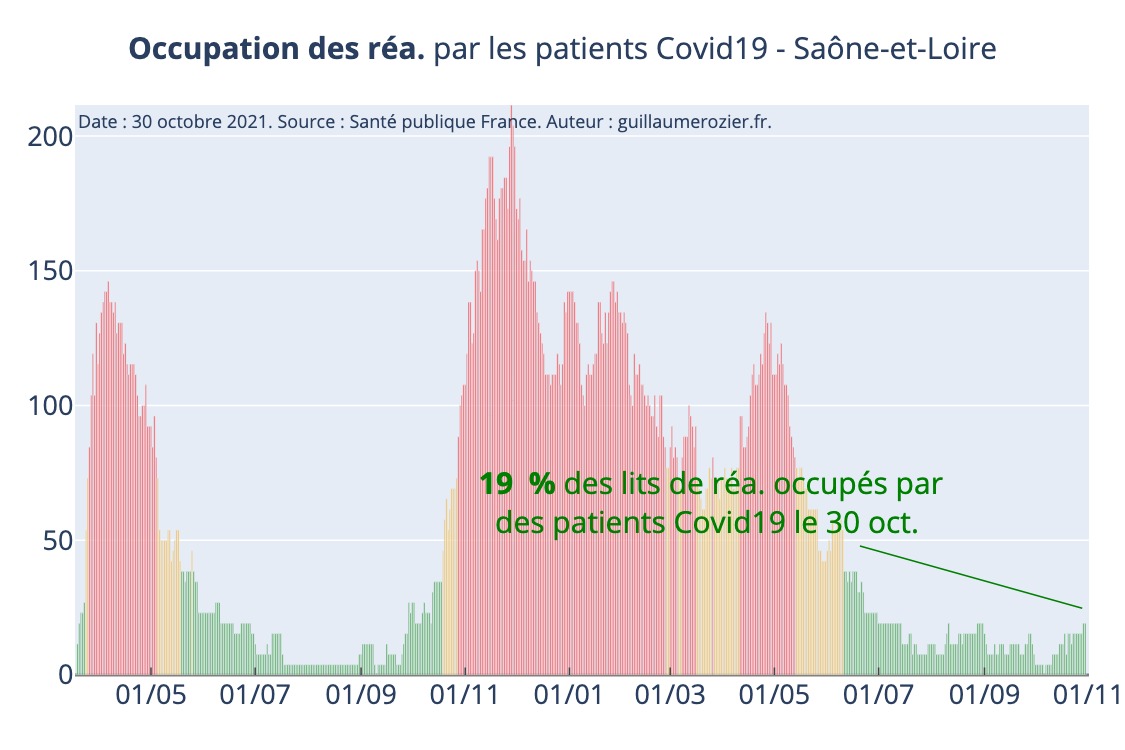 Occupation des réa. par les patients Covid19 - Saône-et-Loire
Date : 30 octobre 2021. Source : Santé publique France. Auteur : guillaumerozier.fr.
200
150
100
19 % des lits de réa. occupés par
des patients Covid19 le 30 oct.
50
0
01/05 01/07 01/09 01/11 01/01 01/03 01/05 01/07 01/09 01/11